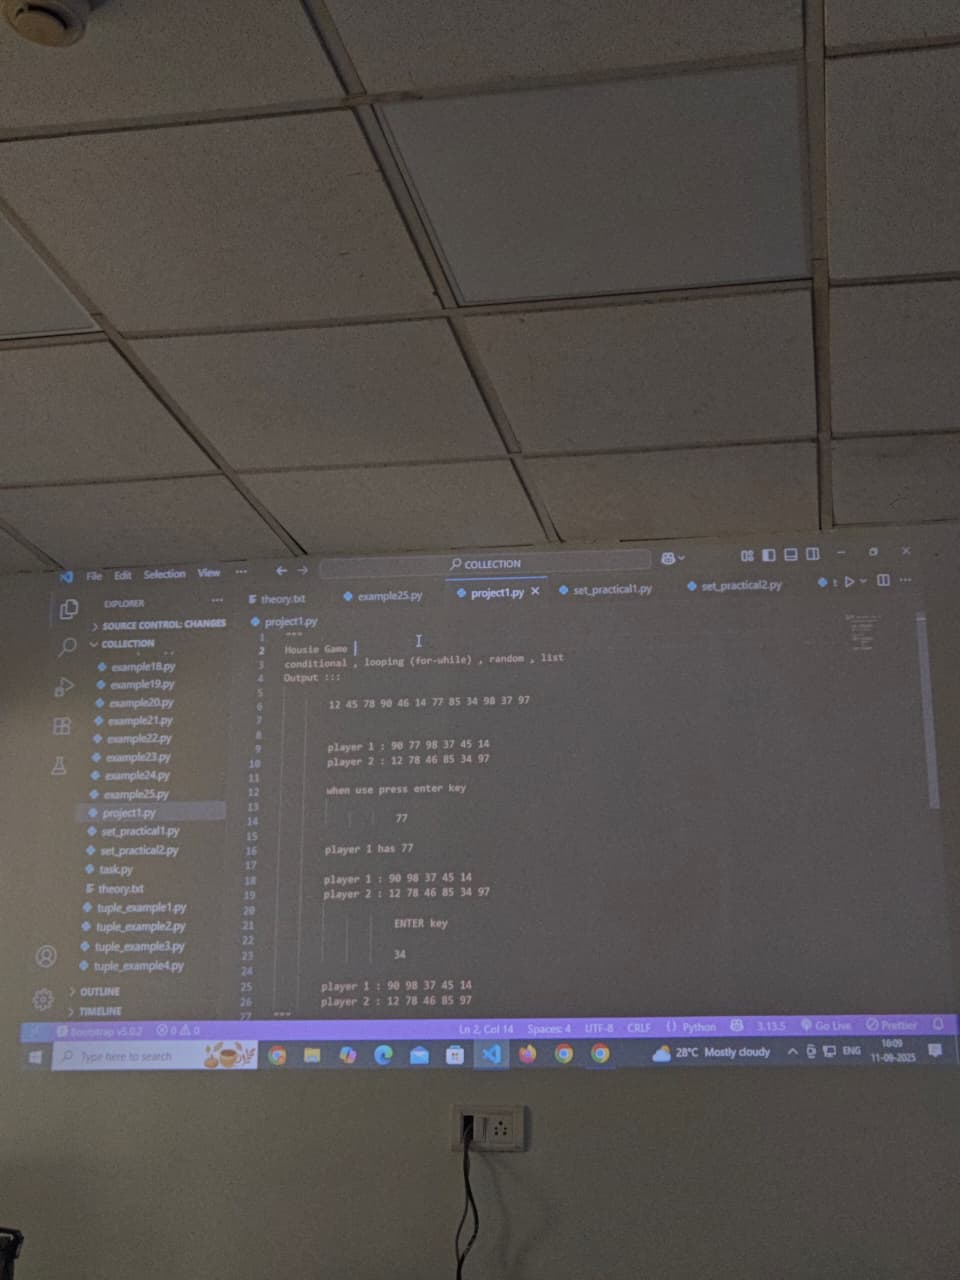 File Edit Selection View ··· ← → COLLECTION
EXPLORER ···
theory.txt example25.py project1.py × set_practical1.py set_practical2.py
SOURCE CONTROL: CHANGES
COLLECTION
example18.py
example19.py
example20.py
example21.py
example22.py
example23.py
example24.py
example25.py
project1.py
set_practical1.py
set_practical2.py
task.py
theory.txt
tuple_example1.py
tuple_example2.py
tuple_example3.py
tuple_example4.py
OUTLINE
TIMELINE
project1.py
1 """
2 Housie Game
3 conditional , looping (for-while) , random , list
4 Output :::
5
6 12 45 78 90 46 14 77 85 34 98 37 97
7
8
9 player 1 : 90 77 98 37 45 14
10 player 2 : 12 78 46 85 34 97
11
12 when use press enter key
13
14 77
15
16 player 1 has 77
17
18 player 1 : 90 98 37 45 14
19 player 2 : 12 78 46 85 34 97
20
21 ENTER key
22
23 34
24
25 player 1 : 90 98 37 45 14
26 player 2 : 12 78 46 85 97
27 """
Bootstrap v5.0.2 0 0 Ln 2, Col 14 Spaces: 4 UTF-8 CRLF {} Python 3.13.5 Go Live Prettier
Type here to search 28°C Mostly cloudy ENG 16:09
11-09-2025